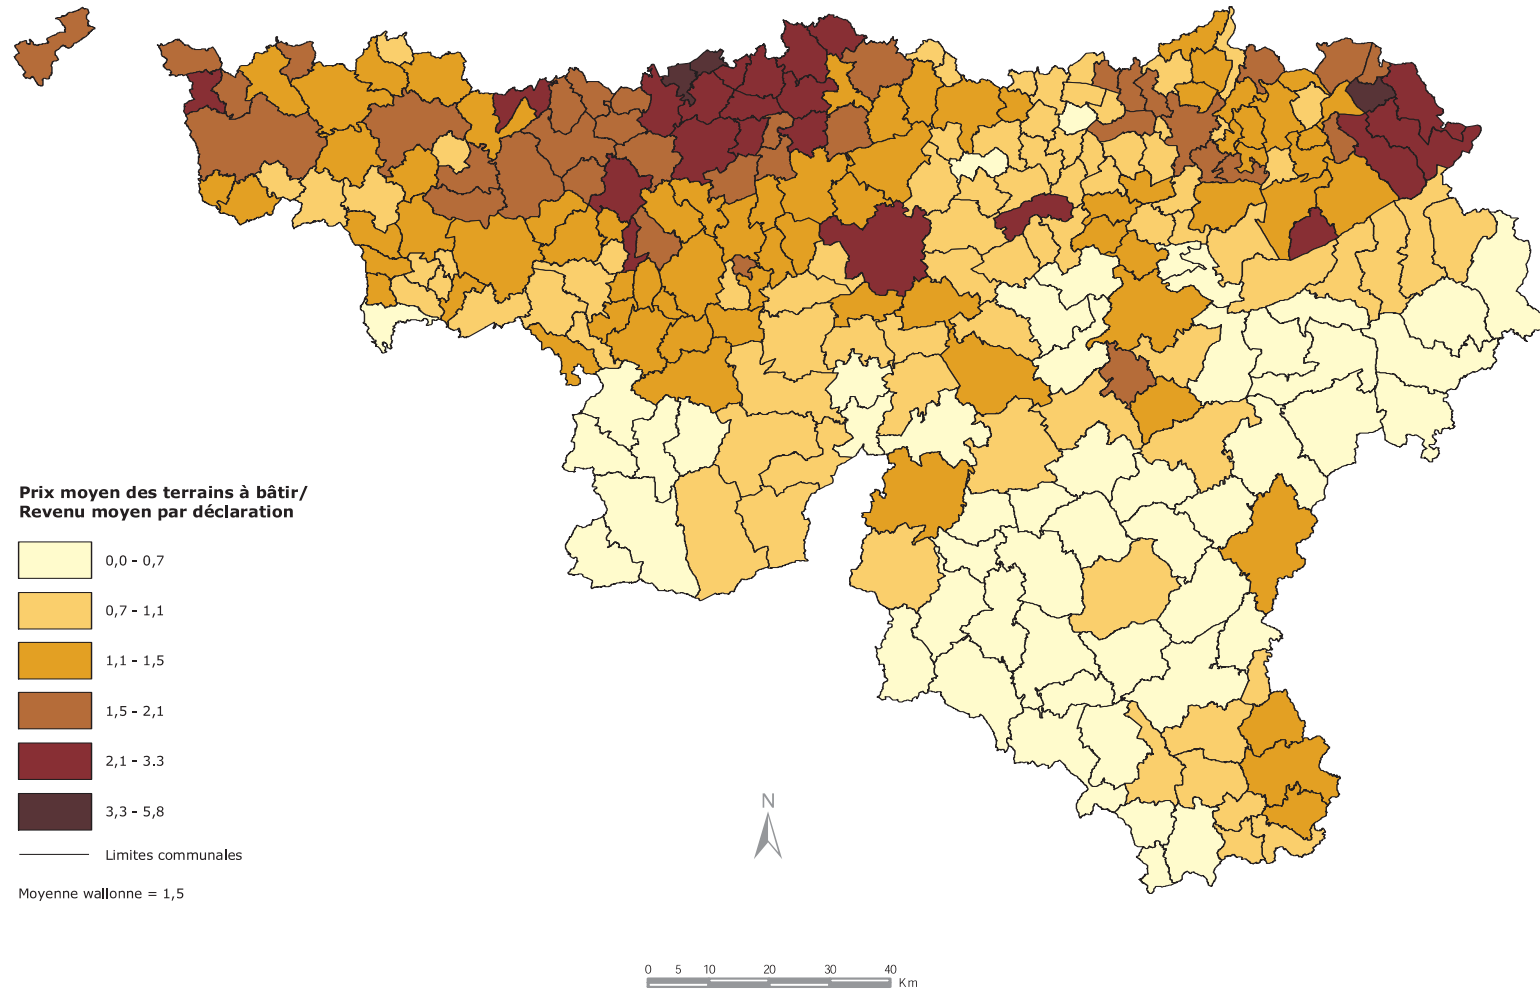 Prix moyen des terrains à bâtir/
Revenu moyen par déclaration
0,0 - 0,7
0,7 - 1,1
1,1 - 1,5
1,5 - 2,1
2,1 - 3.3
3,3 - 5,8
Limites communales
Moyenne wallonne = 1,5
N
0 5 10 20 30 40
Km